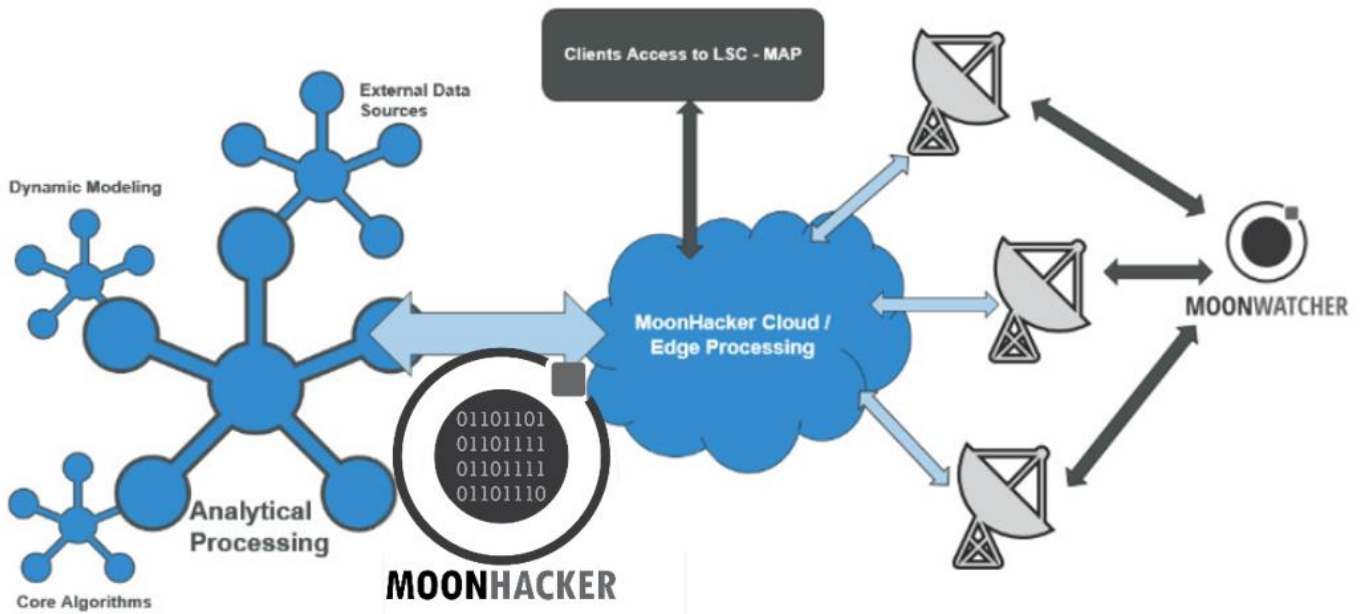 Clients Access to LSC - MAP
External Data
Sources
Dynamic Modeling
MoonHacker Cloud /
Edge Processing
MOONWATCHER
01101101
01101111
01101111
01101110
Analytical
Processing
MOONHACKER
Core Algorithms